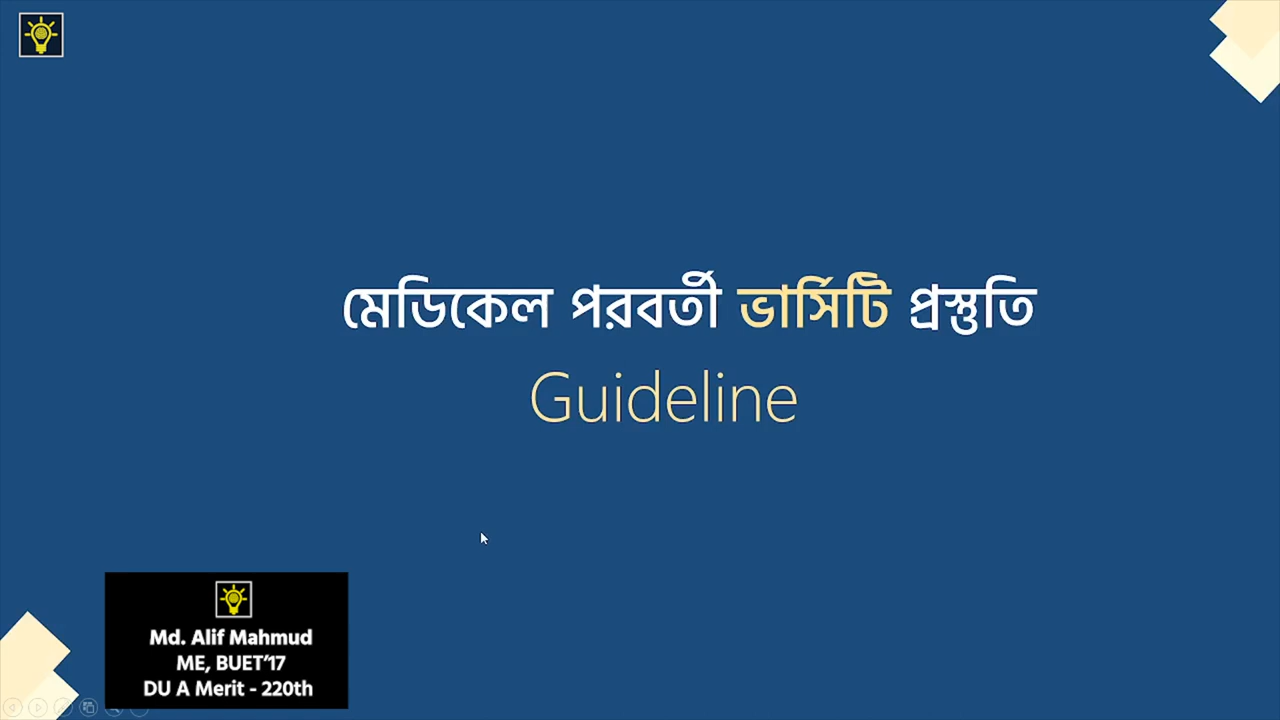 মেডিকেল পরবর্তী ভার্সিটি প্রস্তুতি
Guideline
Md. Alif Mahmud
ME, BUET’17
DU A Merit - 220th